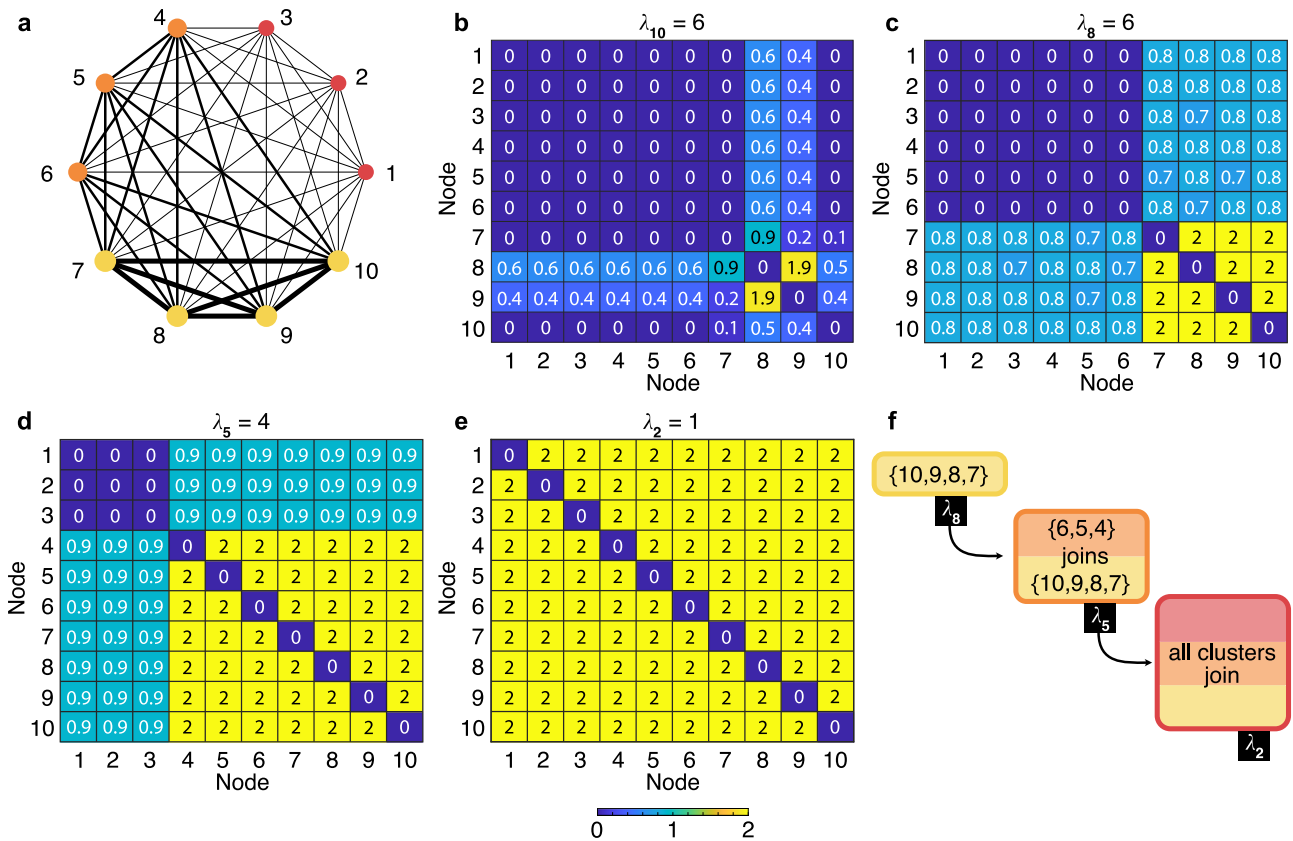 a
4
3
5
2
6
1
7
10
8
9
b
λ10 = 6
Node
1 0 0 0 0 0 0 0 0.6 0.4 0
2 0 0 0 0 0 0 0 0.6 0.4 0
3 0 0 0 0 0 0 0 0.6 0.4 0
4 0 0 0 0 0 0 0 0.6 0.4 0
5 0 0 0 0 0 0 0 0.6 0.4 0
6 0 0 0 0 0 0 0 0.6 0.4 0
7 0 0 0 0 0 0 0 0.9 0.2 0.1
8 0.6 0.6 0.6 0.6 0.6 0.6 0.9 0 1.9 0.5
9 0.4 0.4 0.4 0.4 0.4 0.4 0.2 1.9 0 0.4
10 0 0 0 0 0 0 0.1 0.5 0.4 0
1 2 3 4 5 6 7 8 9 10
Node
c
λ8 = 6
Node
1 0 0 0 0 0 0 0.8 0.8 0.8 0.8
2 0 0 0 0 0 0 0.8 0.8 0.8 0.8
3 0 0 0 0 0 0 0.8 0.7 0.8 0.8
4 0 0 0 0 0 0 0.8 0.8 0.8 0.8
5 0 0 0 0 0 0 0.7 0.8 0.7 0.8
6 0 0 0 0 0 0 0.8 0.7 0.8 0.8
7 0.8 0.8 0.8 0.8 0.7 0.8 0 2 2 2
8 0.8 0.8 0.7 0.8 0.8 0.7 2 0 2 2
9 0.8 0.8 0.8 0.8 0.7 0.8 2 2 0 2
10 0.8 0.8 0.8 0.8 0.8 0.8 2 2 2 0
1 2 3 4 5 6 7 8 9 10
Node
d
λ5 = 4
Node
1 0 0 0 0.9 0.9 0.9 0.9 0.9 0.9 0.9
2 0 0 0 0.9 0.9 0.9 0.9 0.9 0.9 0.9
3 0 0 0 0.9 0.9 0.9 0.9 0.9 0.9 0.9
4 0.9 0.9 0.9 0 2 2 2 2 2 2
5 0.9 0.9 0.9 2 0 2 2 2 2 2
6 0.9 0.9 0.9 2 2 0 2 2 2 2
7 0.9 0.9 0.9 2 2 2 0 2 2 2
8 0.9 0.9 0.9 2 2 2 2 0 2 2
9 0.9 0.9 0.9 2 2 2 2 2 0 2
10 0.9 0.9 0.9 2 2 2 2 2 2 0
1 2 3 4 5 6 7 8 9 10
Node
e
λ2 = 1
Node
1 0 2 2 2 2 2 2 2 2 2
2 2 0 2 2 2 2 2 2 2 2
3 2 2 0 2 2 2 2 2 2 2
4 2 2 2 0 2 2 2 2 2 2
5 2 2 2 2 0 2 2 2 2 2
6 2 2 2 2 2 0 2 2 2 2
7 2 2 2 2 2 2 0 2 2 2
8 2 2 2 2 2 2 2 0 2 2
9 2 2 2 2 2 2 2 2 0 2
10 2 2 2 2 2 2 2 2 2 0
1 2 3 4 5 6 7 8 9 10
Node
0 1 2
f
{10,9,8,7}
λ8
{6,5,4}
joins
{10,9,8,7}
λ5
all clusters
join
λ2